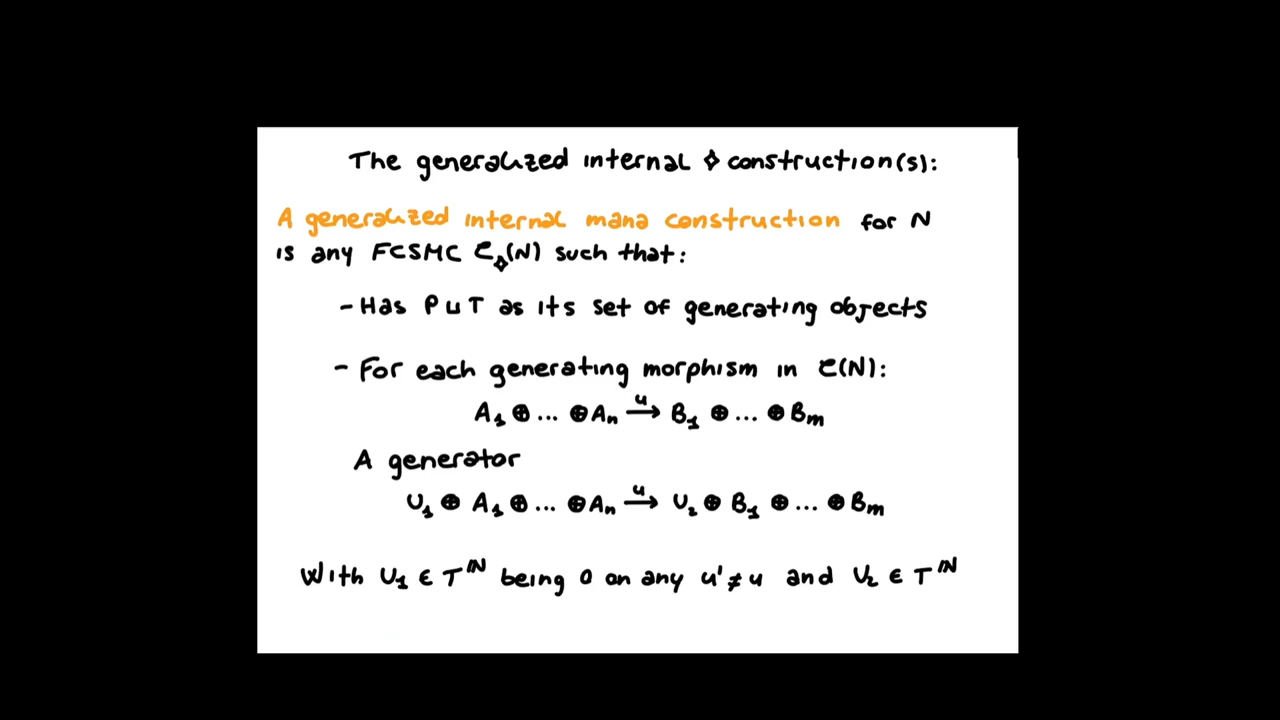 The generalized internal ⟡ construction(s):
A generalized internal mana construction for N
is any FCSMC C⟡(N) such that:
- Has P ⊔ T as its set of generating objects
- For each generating morphism in C(N):
A₁ ⊕ ... ⊕ Aₙ →ᵘ B₁ ⊕ ... ⊕ Bₘ
A generator
U₁ ⊕ A₁ ⊕ ... ⊕ Aₙ →ᵘ U₂ ⊕ B₁ ⊕ ... ⊕ Bₘ
With U₁ ∈ T^ℕ being 0 on any u' ≠ u and U₂ ∈ T^ℕ